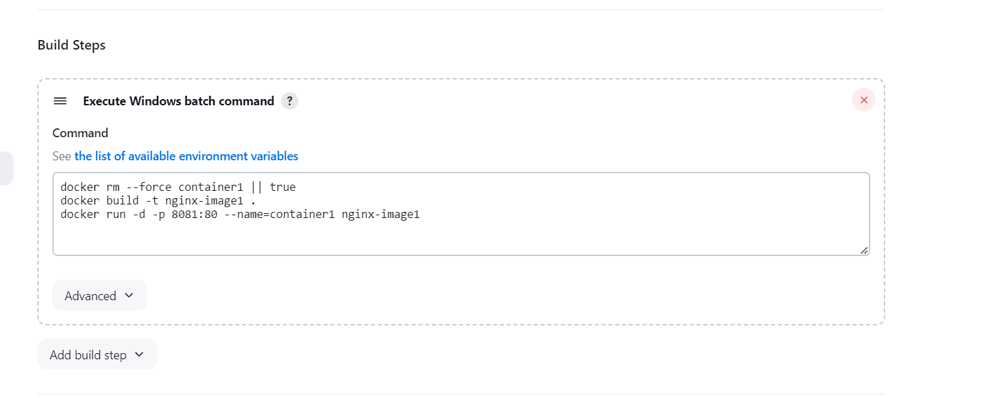 Build Steps
Execute Windows batch command ?
Command
See the list of available environment variables
docker rm --force container1 || true
docker build -t nginx-image1 .
docker run -d -p 8081:80 --name=container1 nginx-image1
Advanced
Add build step